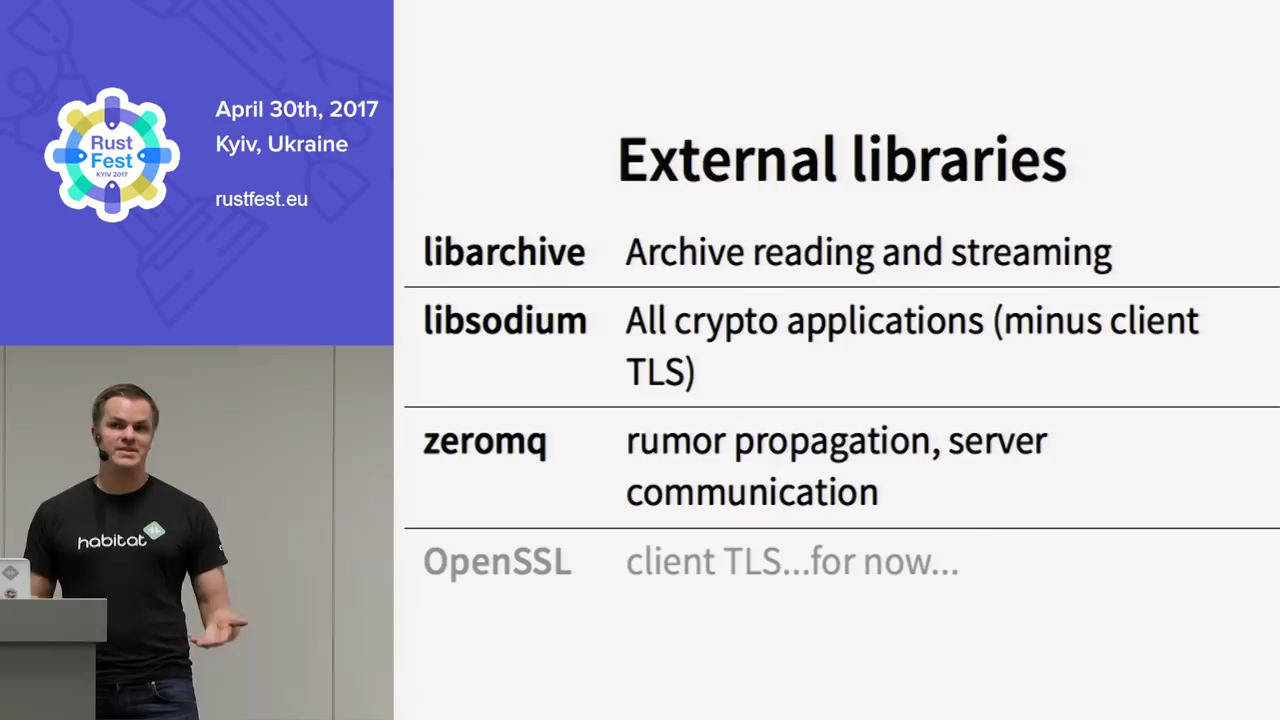 April 30th, 2017
Kyiv, Ukraine
rustfest.eu
Rust
Fest
KYIV 2017
habitat
External libraries
libarchive Archive reading and streaming
libsodium All crypto applications (minus client
TLS)
zeromq rumor propagation, server
communication
OpenSSL client TLS...for now...